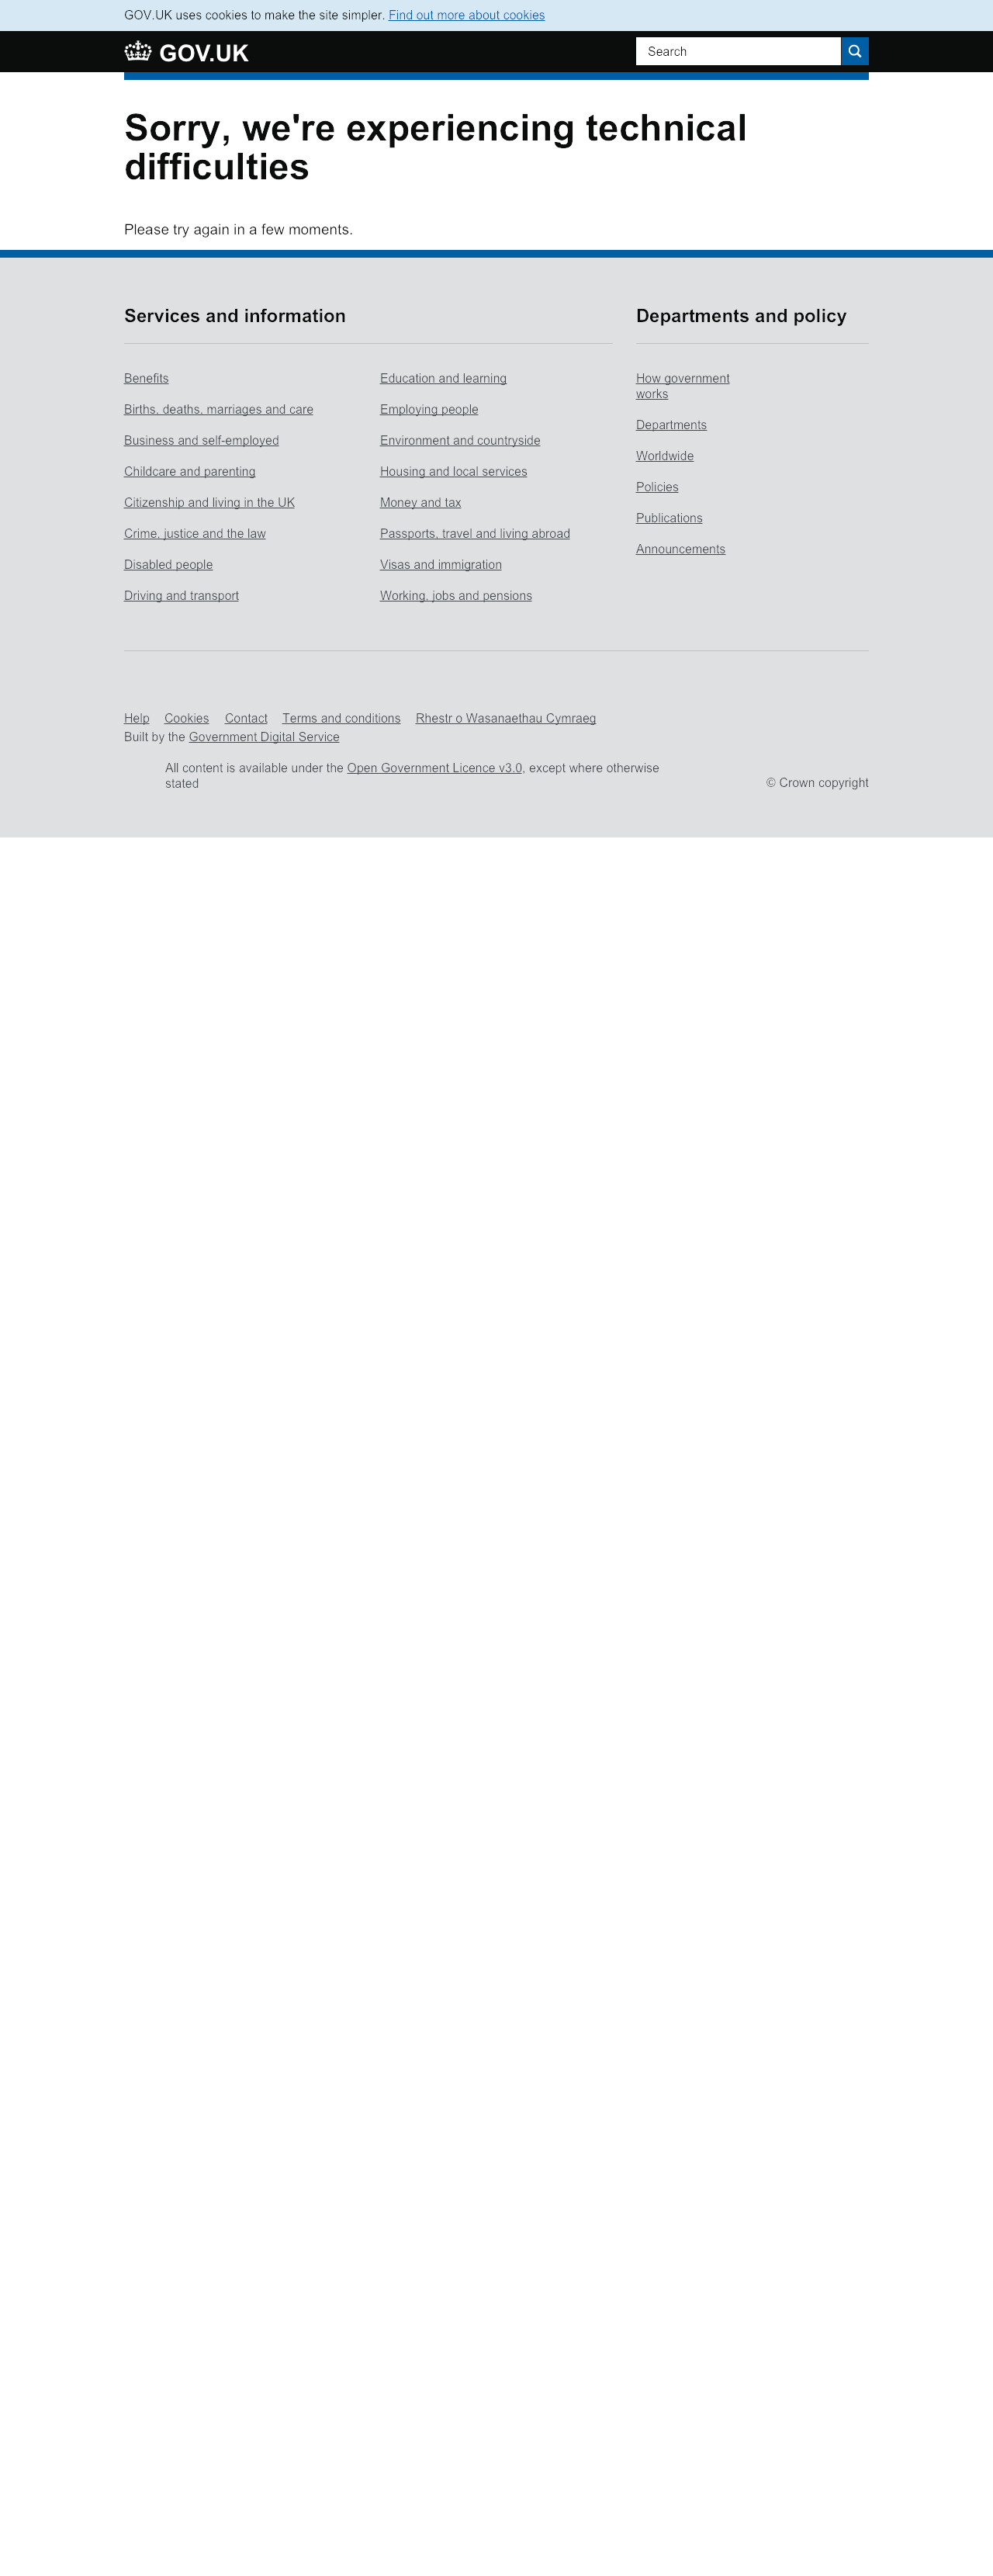 GOV.UK uses cookies to make the site simpler. Find out more about cookies
GOV.UK
Search
Sorry, we're experiencing technical
difficulties
Please try again in a few moments.
Services and information
Benefits
Births, deaths, marriages and care
Business and self-employed
Childcare and parenting
Citizenship and living in the UK
Crime, justice and the law
Disabled people
Driving and transport
Education and learning
Employing people
Environment and countryside
Housing and local services
Money and tax
Passports, travel and living abroad
Visas and immigration
Working, jobs and pensions
Departments and policy
How government
works
Departments
Worldwide
Policies
Publications
Announcements
Help Cookies Contact Terms and conditions Rhestr o Wasanaethau Cymraeg
Built by the Government Digital Service
All content is available under the Open Government Licence v3.0, except where otherwise
stated
© Crown copyright